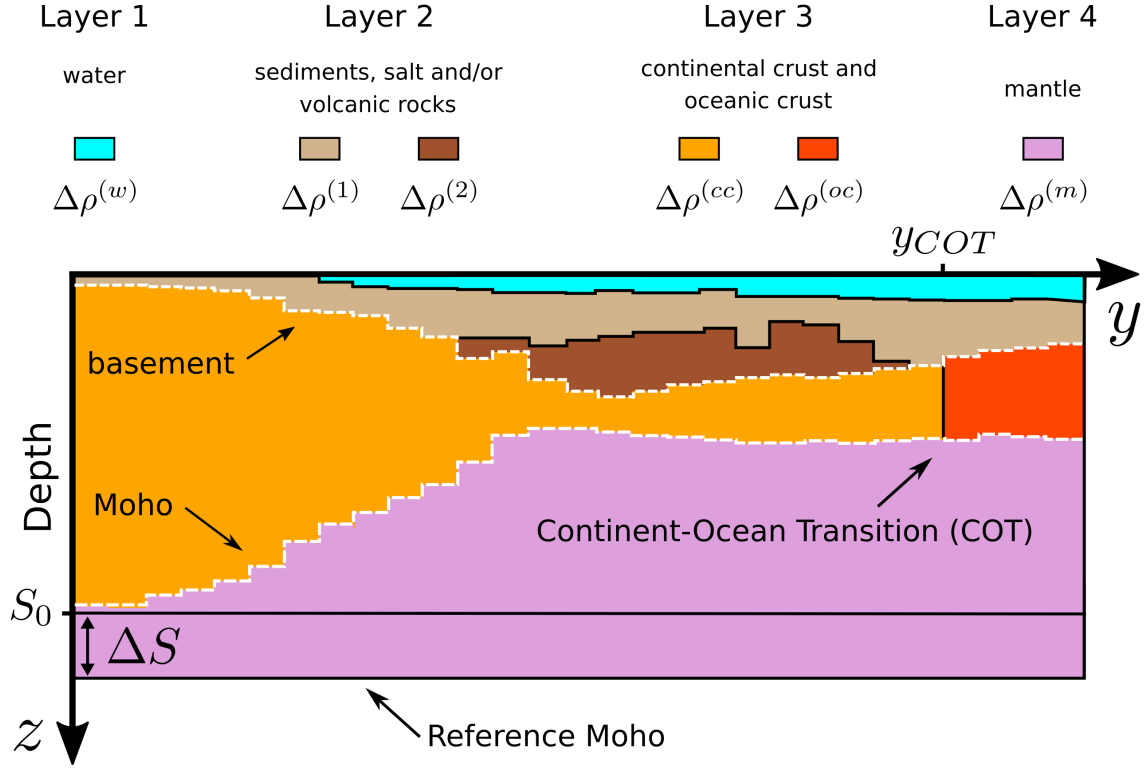 Layer 1 Layer 2 Layer 3 Layer 4
water
sediments, salt and/or
volcanic rocks
continental crust and
oceanic crust
mantle
Δρ(w) Δρ(1) Δρ(2) Δρ(cc) Δρ(oc) Δρ(m)
yCOT
y
basement
Depth
Moho
Continent-Ocean Transition (COT)
S0
ΔS
z
Reference Moho